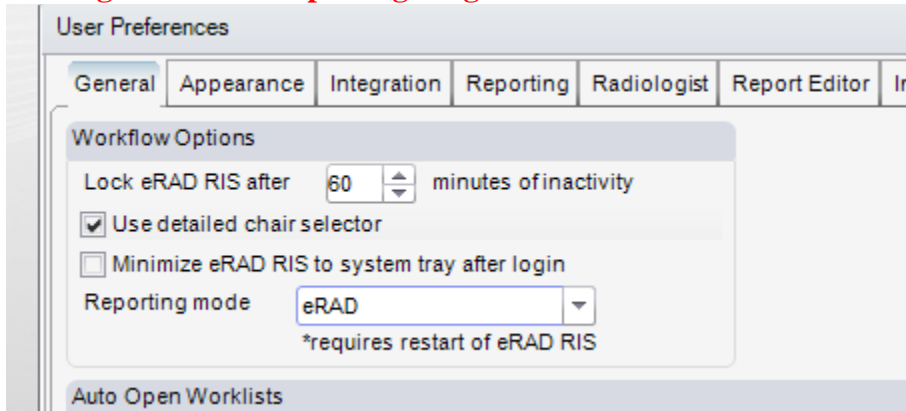 User Preferences
General Appearance Integration Reporting Radiologist Report Editor
Workflow Options
Lock eRAD RIS after 60 minutes of inactivity
Use detailed chair selector
Minimize eRAD RIS to system tray after login
Reporting mode eRAD
*requires restart of eRAD RIS
Auto Open Worklists